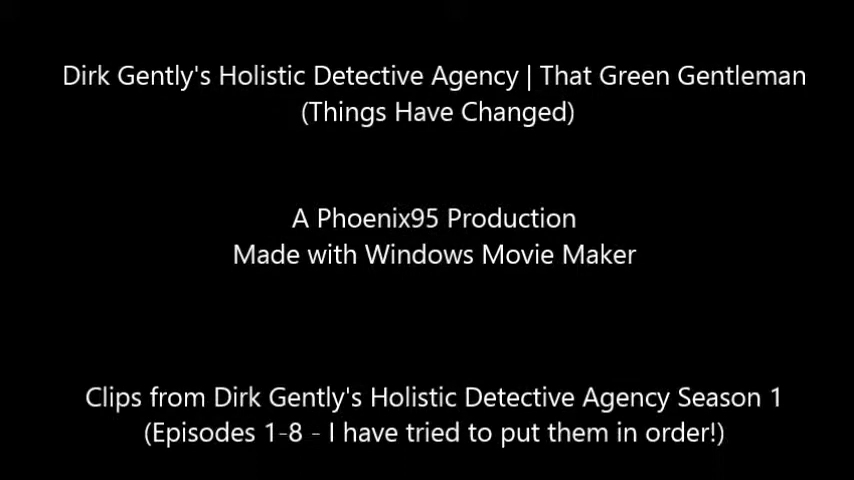 Dirk Gently's Holistic Detective Agency | That Green Gentleman
(Things Have Changed)
A Phoenix95 Production
Made with Windows Movie Maker
Clips from Dirk Gently's Holistic Detective Agency Season 1
(Episodes 1-8 - I have tried to put them in order!)